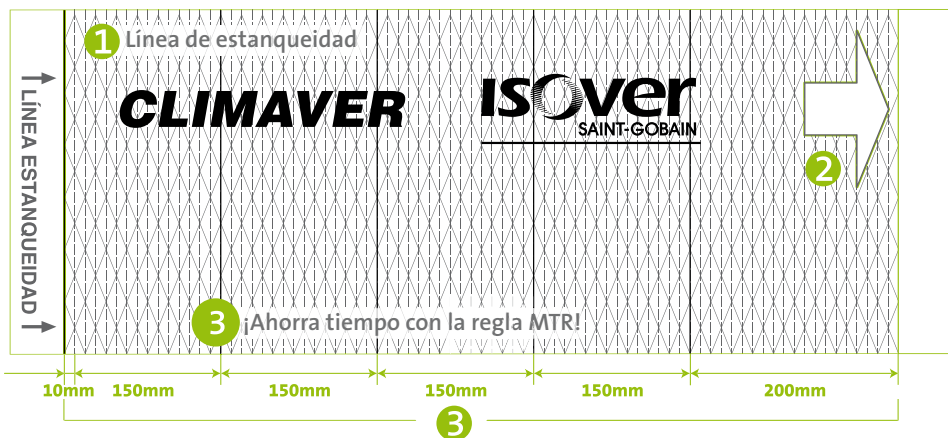 1 Línea de estanqueidad
LÍNEA ESTANQUEIDAD
CLIMAVER
ISOver
SAINT-GOBAIN
2
3 ¡Ahorra tiempo con la regla MTR!
10mm 150mm 150mm 150mm 150mm 200mm
3